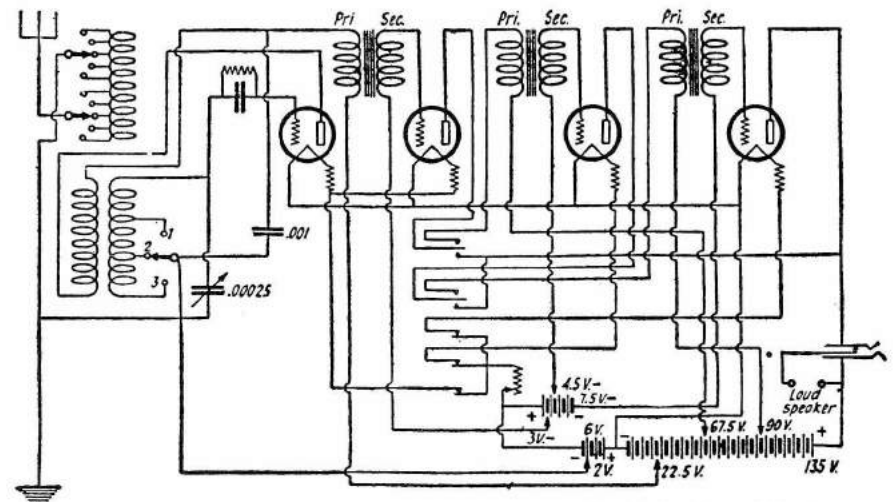 Pri Sec. Pri. Sec. Pri. Sec.
1
.001
2
.00025
3
4.5 V.-
7.5 V.-
Loud
speaker
+ -
3V.-
6V.
67.5 V. 90 V.
- + - +
2V. 22.5 V. 135 V.